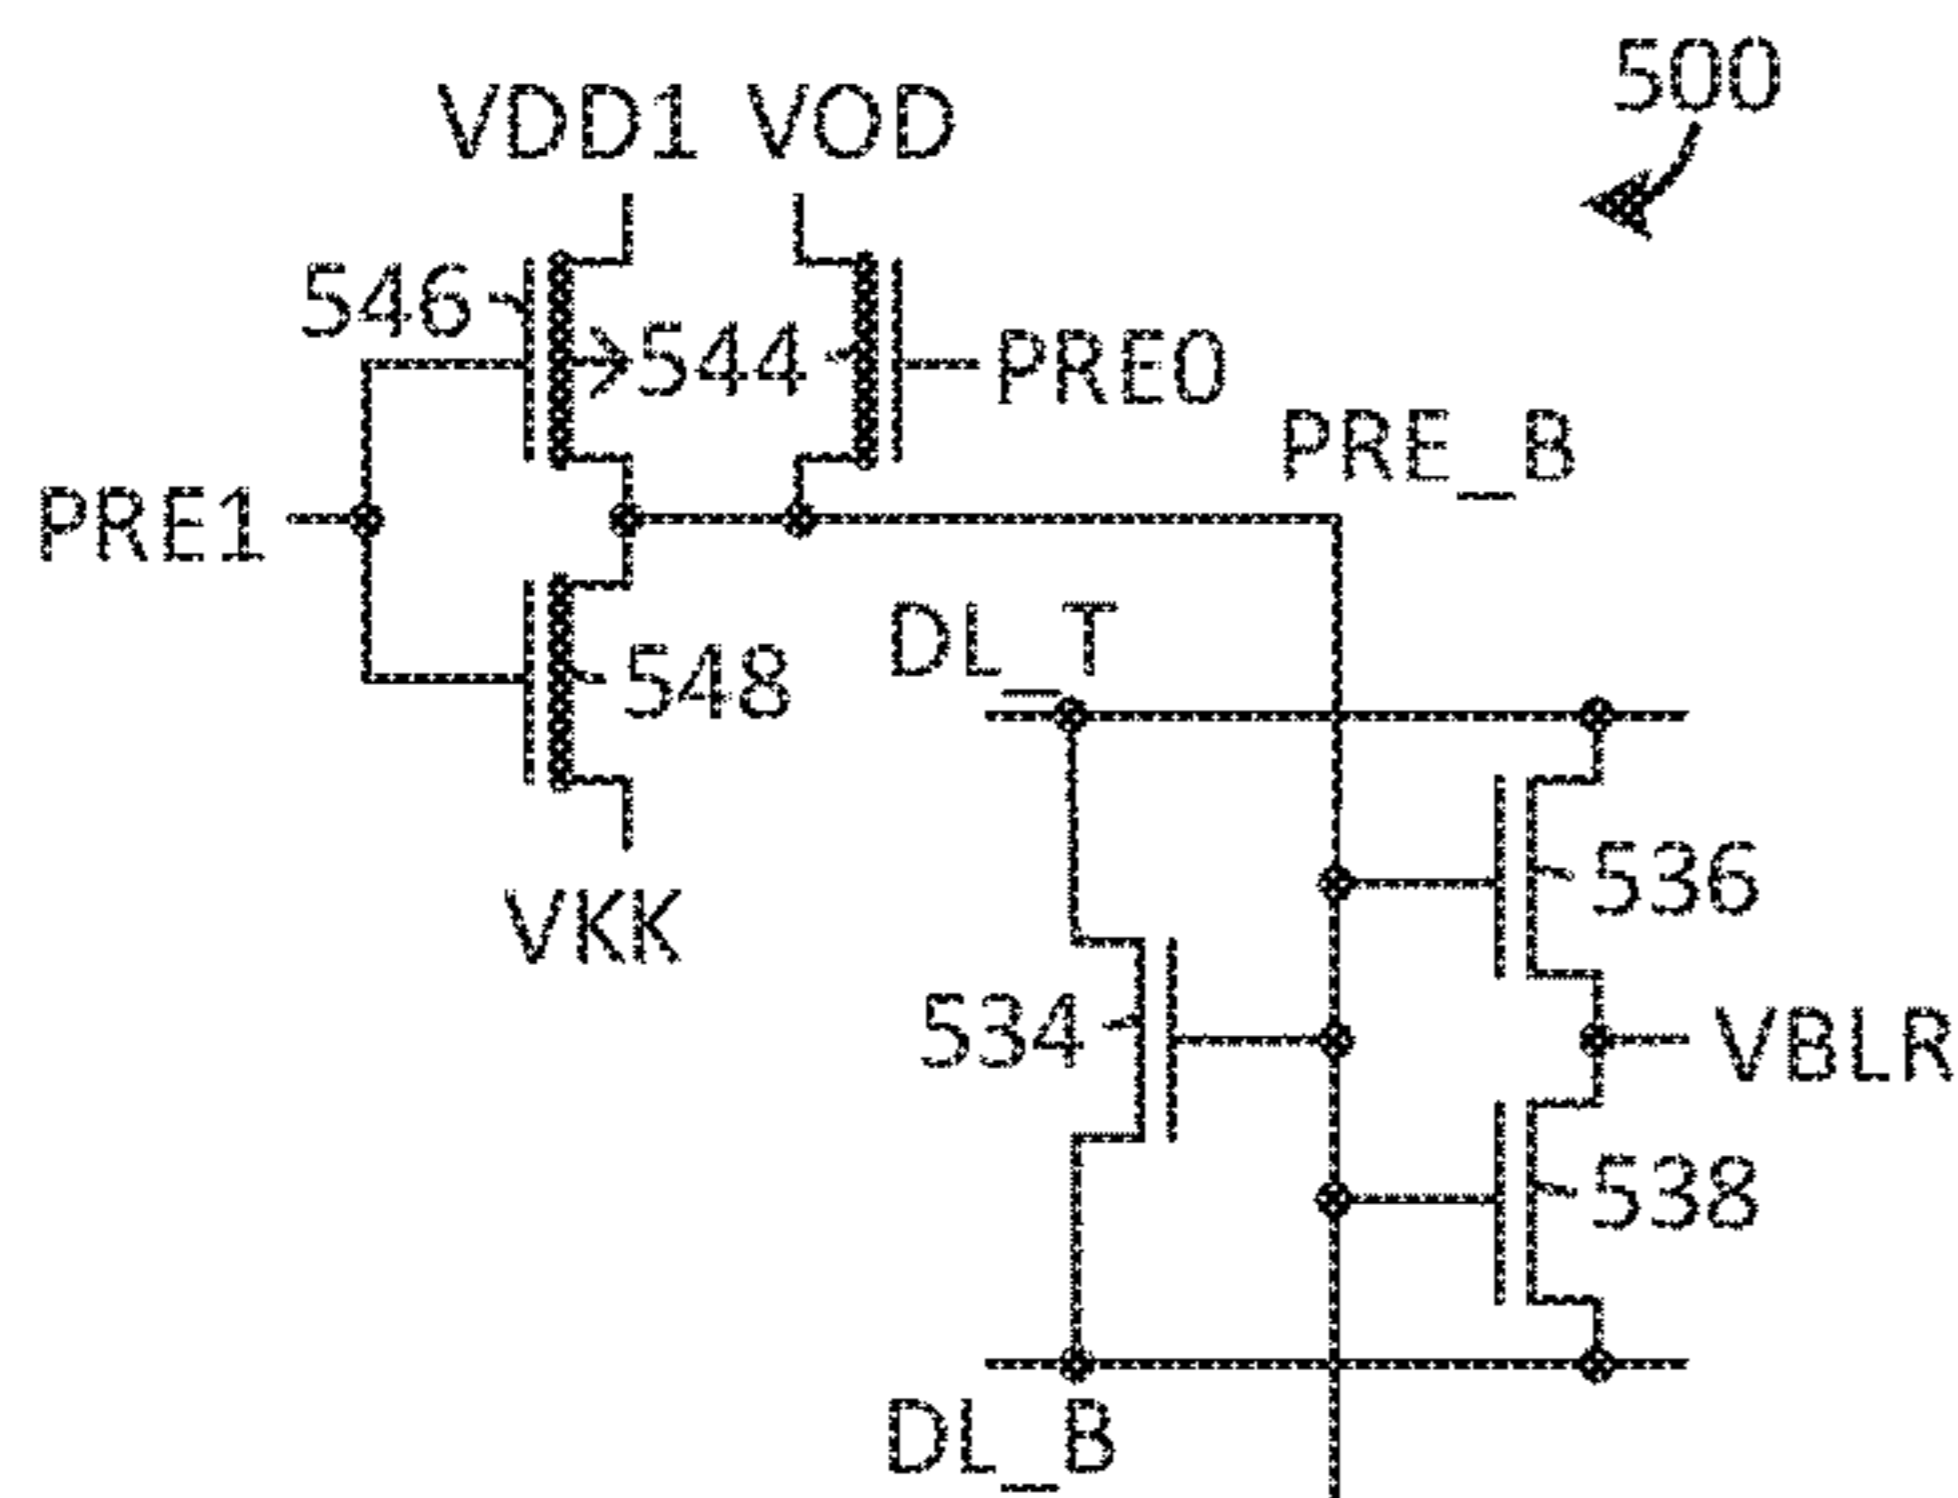 500
VDD1 VOD
546
544
PRE0
PRE_B
PRE1
DL_T
548
536
VKK
534
VBLR
538
DL_B